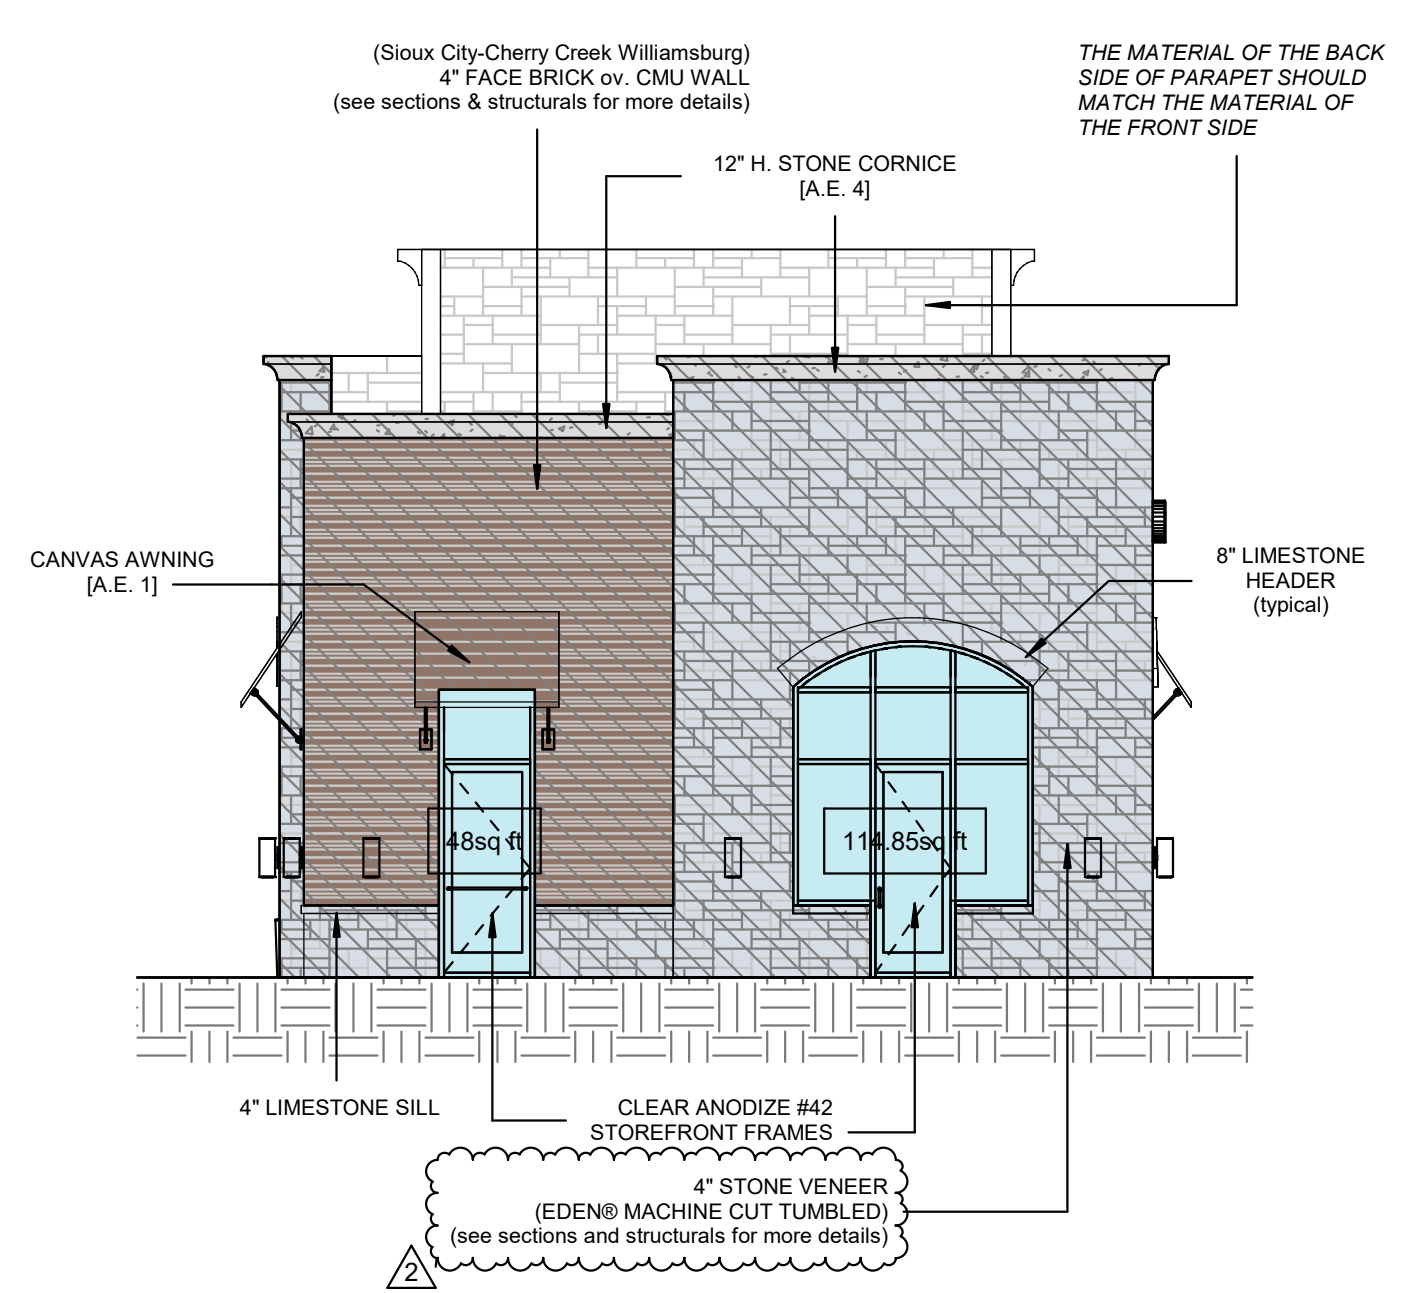 (Sioux City-Cherry Creek Williamsburg)
4" FACE BRICK ov. CMU WALL
(see sections & structurals for more details)
THE MATERIAL OF THE BACK
SIDE OF PARAPET SHOULD
MATCH THE MATERIAL OF
THE FRONT SIDE
12" H. STONE CORNICE
[A.E. 4]
CANVAS AWNING
[A.E. 1]
8" LIMESTONE
HEADER
(typical)
48sq ft
114.85sq ft
4" LIMESTONE SILL
CLEAR ANODIZE #42
STOREFRONT FRAMES
4" STONE VENEER
(EDEN® MACHINE CUT TUMBLED)
(see sections and structurals for more details)
2